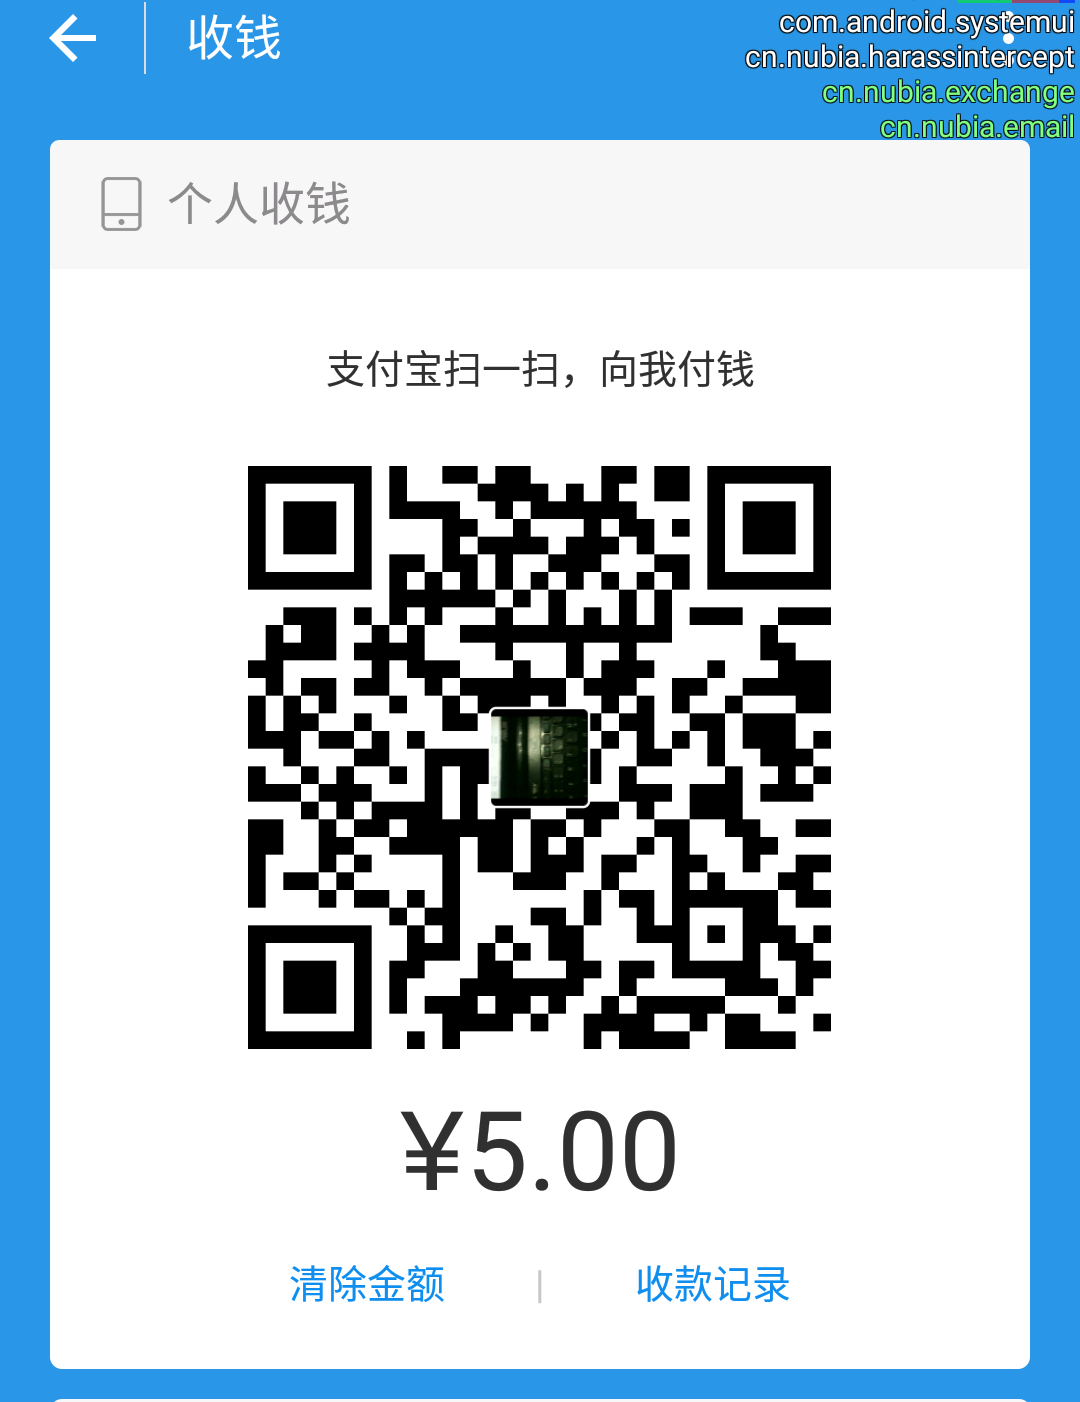 收钱
com.android.systemui
cn.nubia.harassintercept
cn.nubia.exchange
cn.nubia.email
个人收钱
支付宝扫一扫，向我付钱
¥5.00
清除金额 | 收款记录